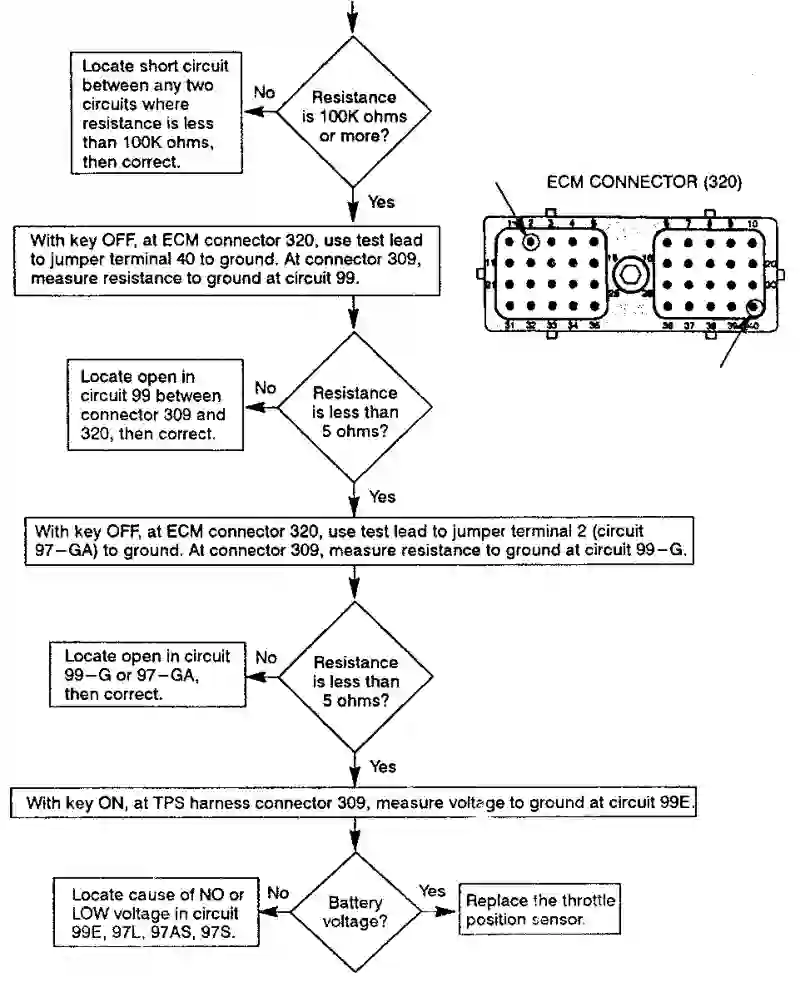 Locate short circuit
between any two
circuits where
resistance is less
than 100K ohms,
then correct.
No
Resistance
is 100K ohms
or more?
Yes
ECM CONNECTOR (320)
1 2 3 4 5
6 7 8 9 10
11
15
16
20
21
25
26
31 32 33 34 35
36 37 38 39 40
With key OFF, at ECM connector 320, use test lead
to jumper terminal 40 to ground. At connector 309,
measure resistance to ground at circuit 99.
Locate open in
circuit 99 between
connector 309 and
320, then correct.
No
Resistance
is less than
5 ohms?
Yes
With key OFF, at ECM connector 320, use test lead to jumper terminal 2 (circuit
97–GA) to ground. At connector 309, measure resistance to ground at circuit 99–G.
Locate open in circuit
99–G or 97–GA,
then correct.
No
Resistance
is less than
5 ohms?
Yes
With key ON, at TPS harness connector 309, measure voltage to ground at circuit 99E.
Locate cause of NO or
LOW voltage in circuit
99E, 97L, 97AS, 97S.
No
Battery
voltage?
Yes
Replace the throttle
position sensor.